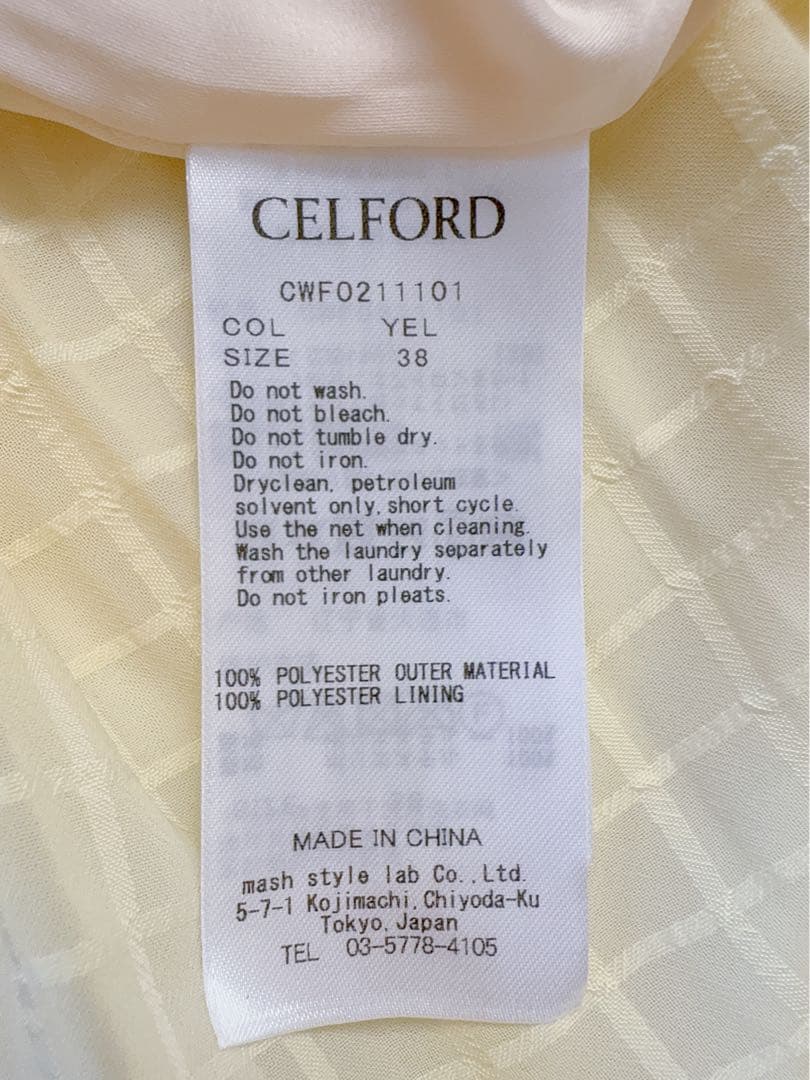 CELFORD
CWFO211101
COL YEL
SIZE 38
Do not wash.
Do not bleach.
Do not tumble dry.
Do not iron.
Dryclean, petroleum
solvent only,short cycle.
Use the net when cleaning.
Wash the laundry separately
from other laundry.
Do not iron pleats.
100% POLYESTER OUTER MATERIAL
100% POLYESTER LINING
MADE IN CHINA
mash style lab Co.,Ltd.
5-7-1 Kojimachi,Chiyoda-Ku
Tokyo,Japan
TEL 03-5778-4105